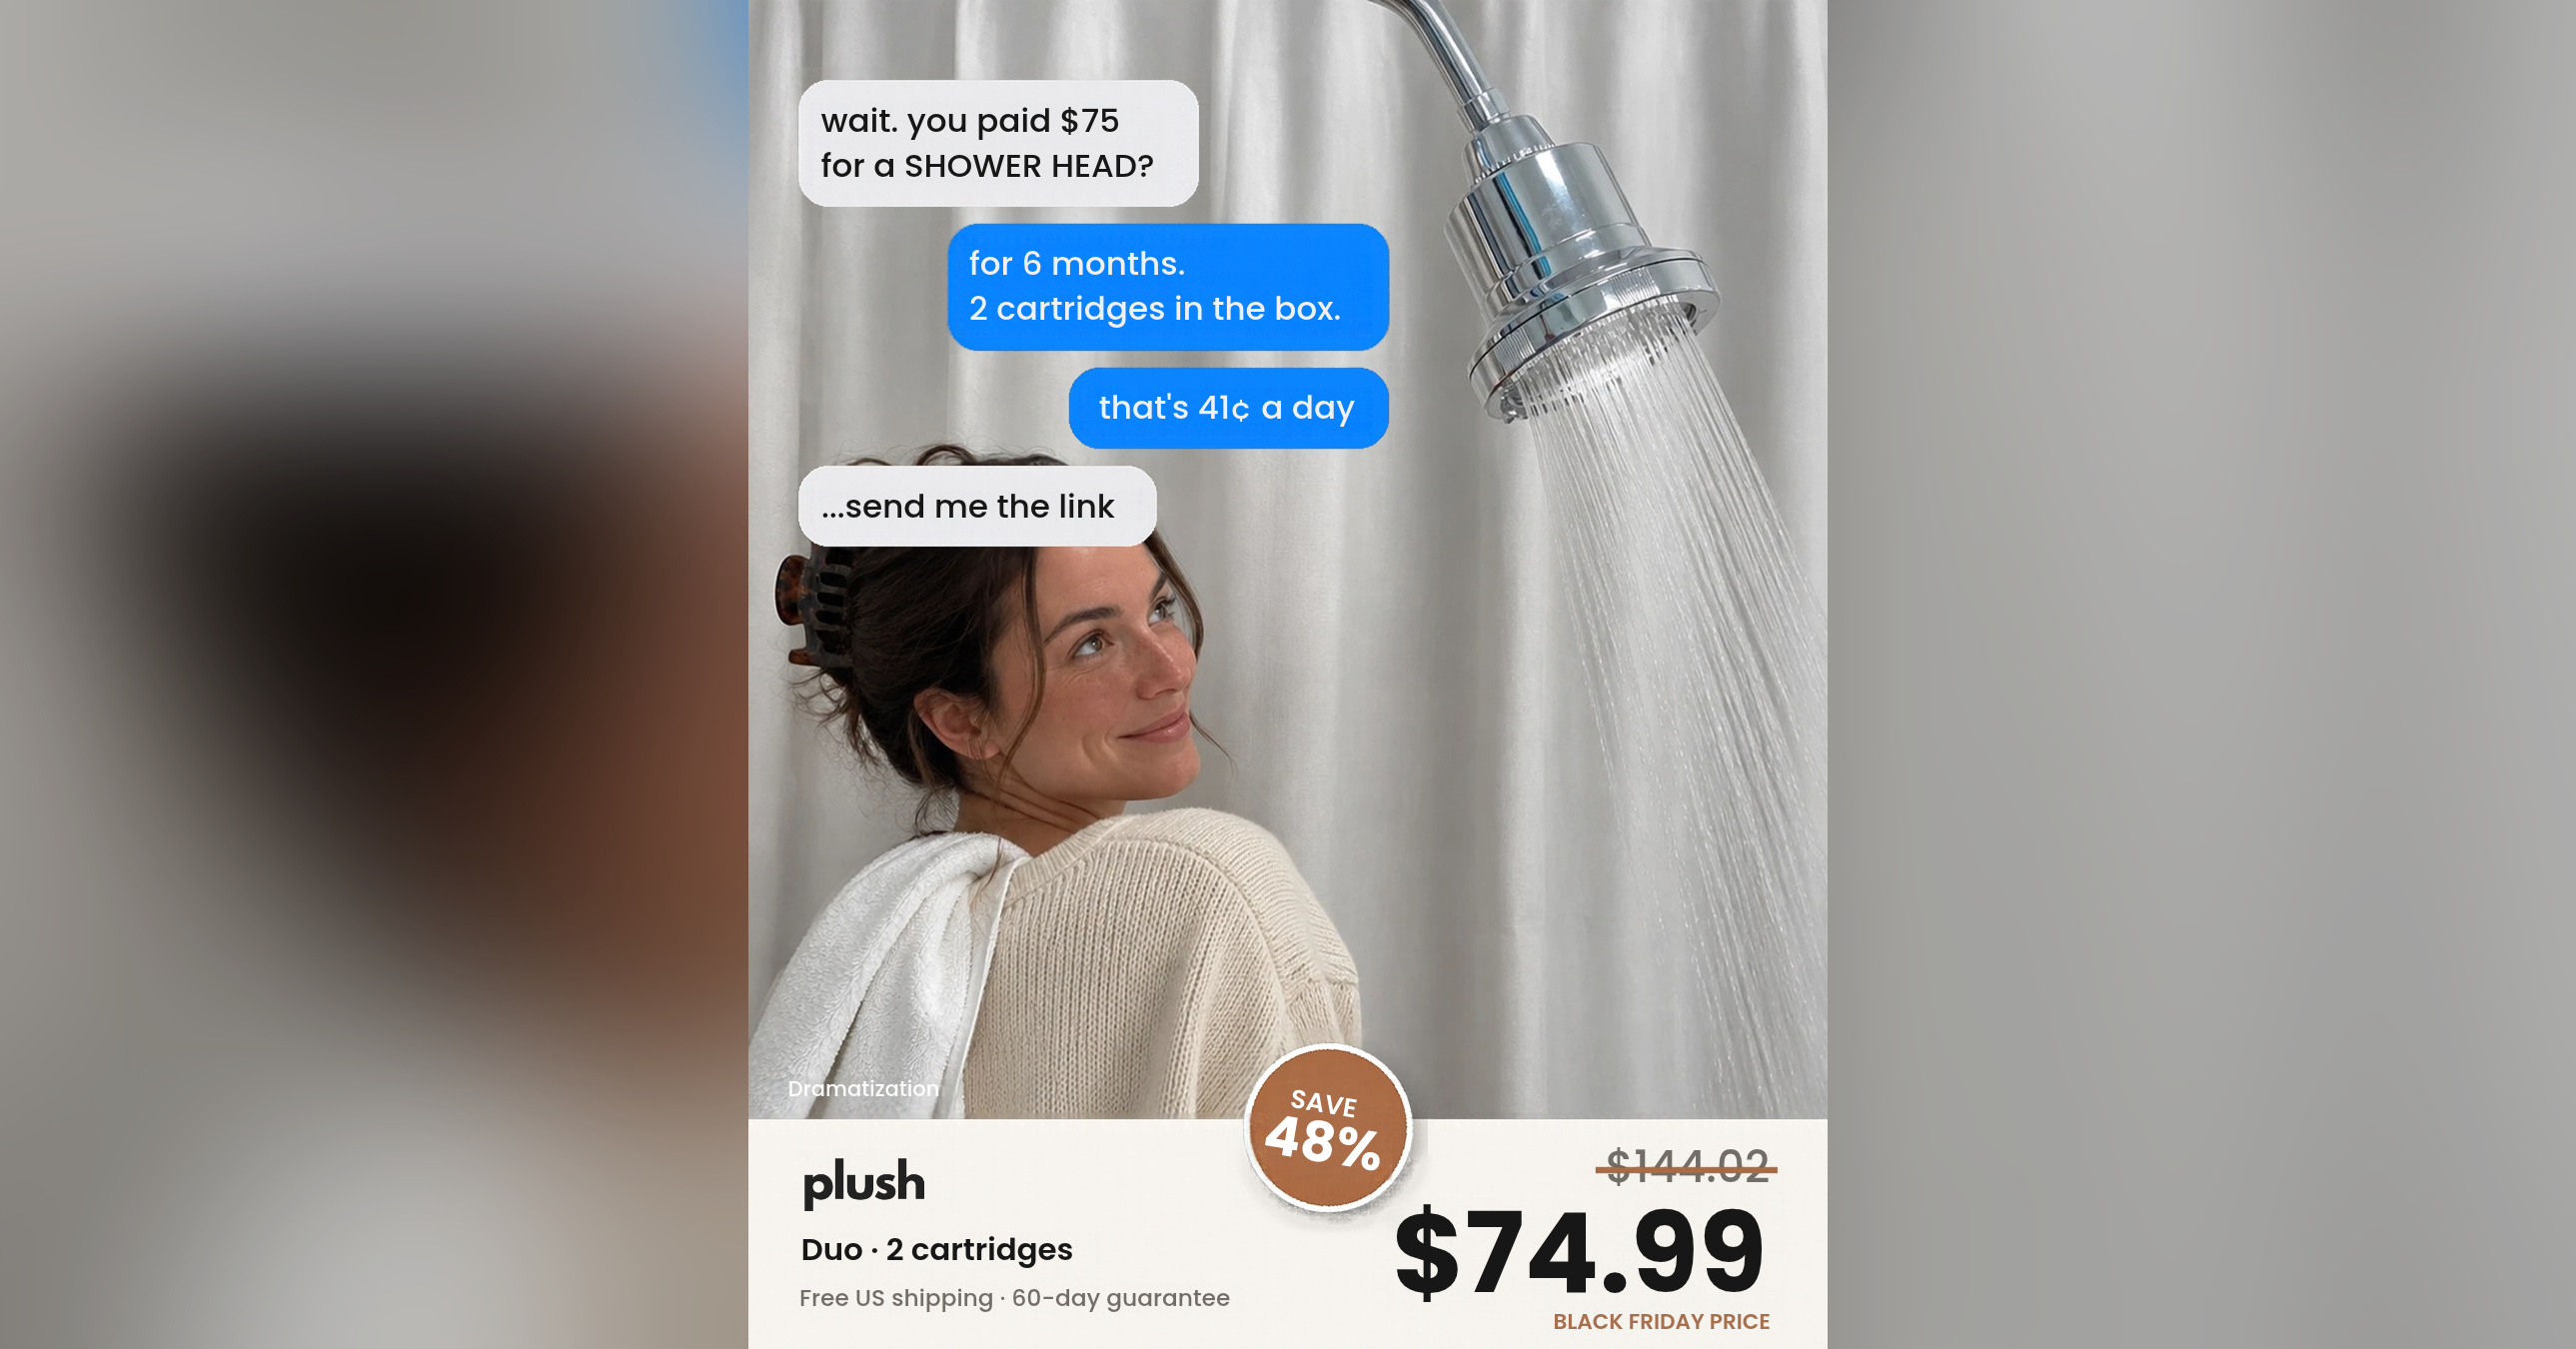 wait. you paid $75
for a SHOWER HEAD?
for 6 months.
2 cartridges in the box.
that's 41¢ a day
...send me the link
Dramatization
SAVE
48%
plush
Duo · 2 cartridges
Free US shipping · 60-day guarantee
$144.02
$74.99
BLACK FRIDAY PRICE